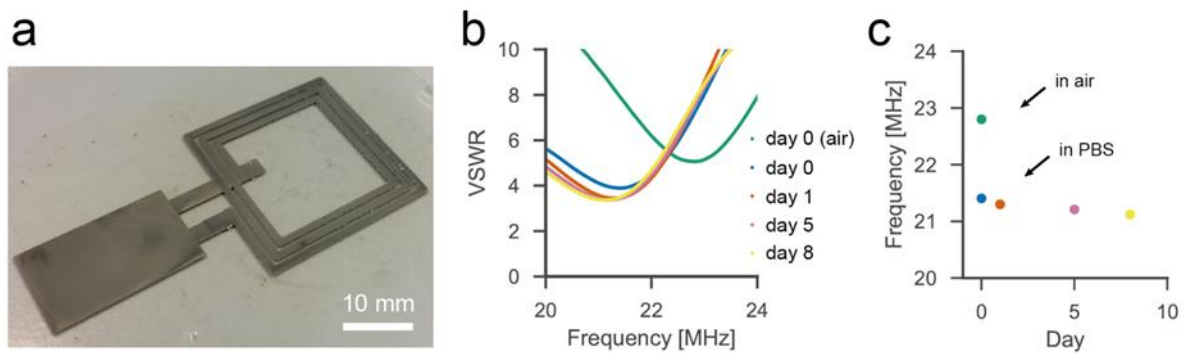 a
10 mm
b
10
8
6
4
2
0
VSWR
20
22
24
Frequency [MHz]
day 0 (air)
day 0
day 1
day 5
day 8
c
24
23
22
21
20
Frequency [MHz]
in air
in PBS
0
5
10
Day